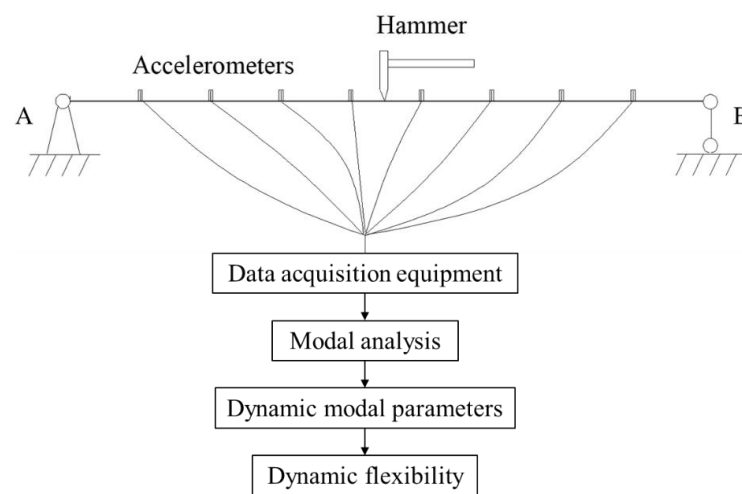 Hammer
Accelerometers
A
Data acquisition equipment
Modal analysis
Dynamic modal parameters
Dynamic flexibility